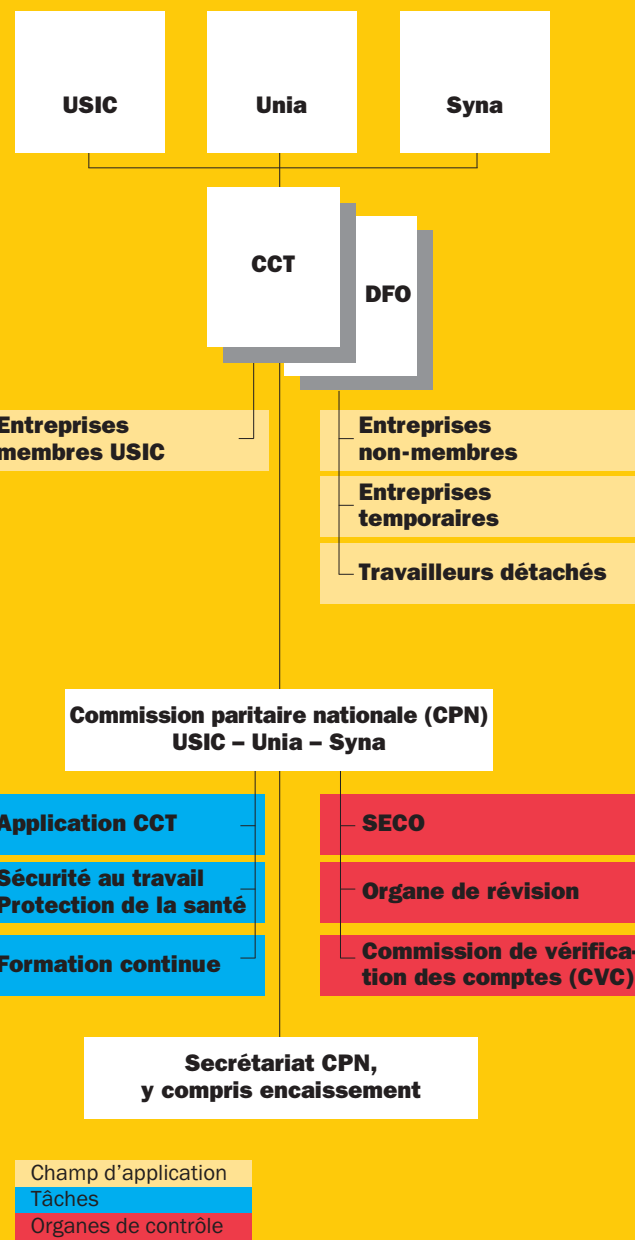 USIC
Unia
Syna
CCT
DFO
Entreprises
membres USIC
Entreprises
non-membres
Entreprises
temporaires
Travailleurs détachés
Commission paritaire nationale (CPN)
USIC – Unia – Syna
Application CCT
Sécurité au travail
Protection de la santé
Formation continue
SECO
Organe de révision
Commission de vérifica-
tion des comptes (CVC)
Secrétariat CPN,
y compris encaissement
Champ d'application
Tâches
Organes de contrôle